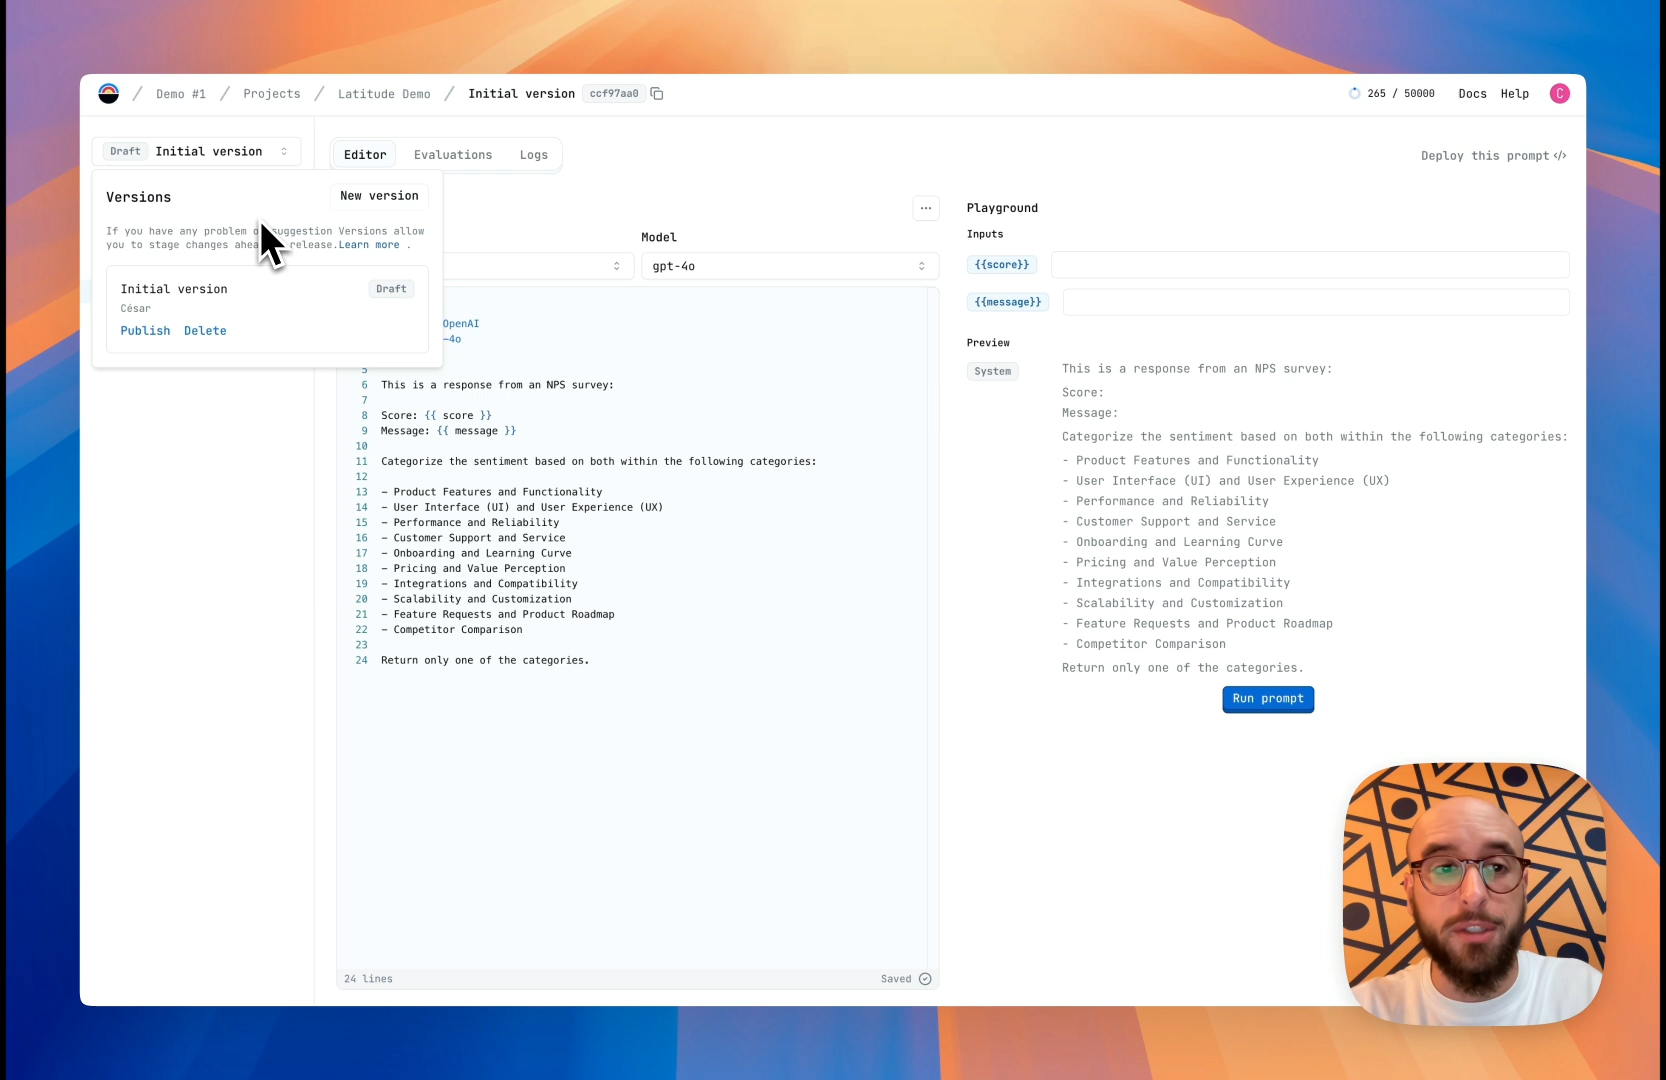 / Demo #1 / Projects / Latitude Demo / Initial version ccf97aa0
265 / 50000 Docs Help C
Draft Initial version
Editor Evaluations Logs
Deploy this prompt
Versions
New version
If you have any problem suggestion Versions allow
you to stage changes release. Learn more .
Initial version
Draft
César
Publish Delete
Model
gpt-4o
OpenAI
-4o
5
6 This is a response from an NPS survey:
7
8 Score: {{ score }}
9 Message: {{ message }}
10
11 Categorize the sentiment based on both within the following categories:
12
13 - Product Features and Functionality
14 - User Interface (UI) and User Experience (UX)
15 - Performance and Reliability
16 - Customer Support and Service
17 - Onboarding and Learning Curve
18 - Pricing and Value Perception
19 - Integrations and Compatibility
20 - Scalability and Customization
21 - Feature Requests and Product Roadmap
22 - Competitor Comparison
23
24 Return only one of the categories.
24 lines
Saved
Playground
Inputs
{{score}}
{{message}}
Preview
System
This is a response from an NPS survey:
Score:
Message:
Categorize the sentiment based on both within the following categories:
- Product Features and Functionality
- User Interface (UI) and User Experience (UX)
- Performance and Reliability
- Customer Support and Service
- Onboarding and Learning Curve
- Pricing and Value Perception
- Integrations and Compatibility
- Scalability and Customization
- Feature Requests and Product Roadmap
- Competitor Comparison
Return only one of the categories.
Run prompt